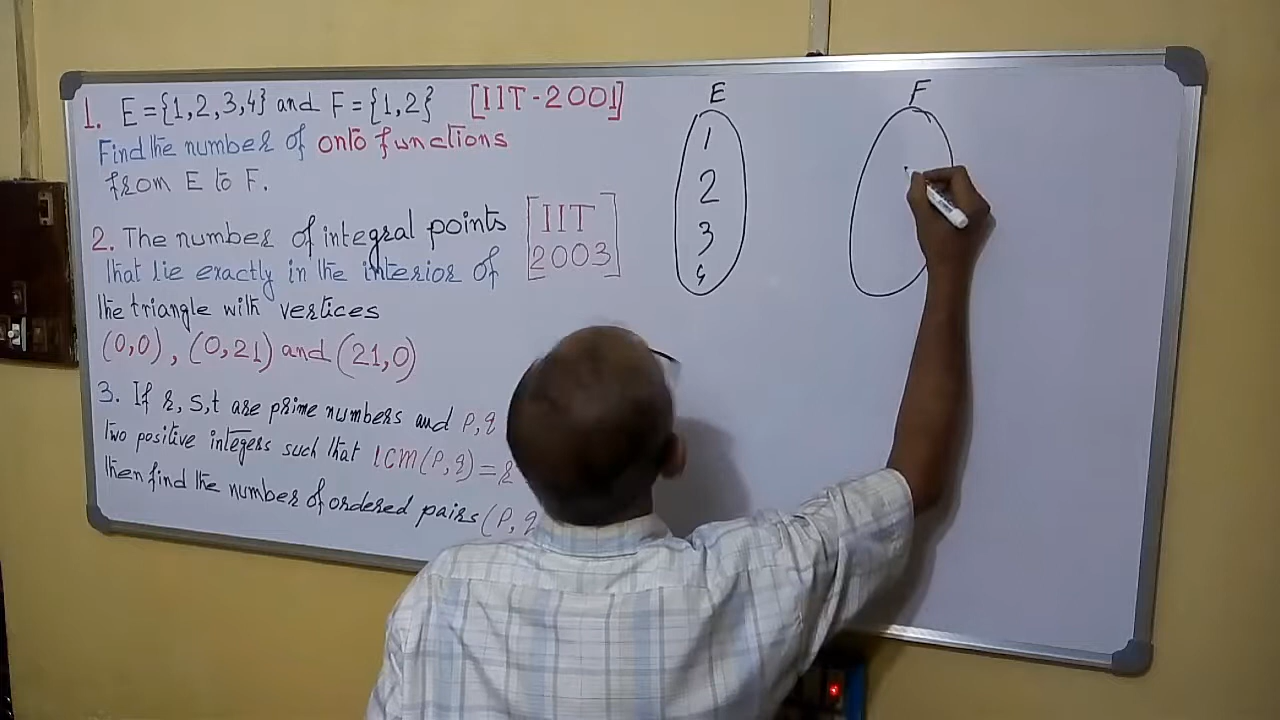 1. E = {1,2,3,4} and F = {1,2} [IIT-2001]
Find the number of onto functions
from E to F.
2. The number of integral points [IIT
that lie exactly in the interior of 2003]
the triangle with vertices
(0,0), (0,21) and (21,0)
3. If r, s, t are prime numbers and p, q
two positive integers such that LCM(p,q) = r
then find the number of ordered pairs (p, q
E
1
2
3
4
F